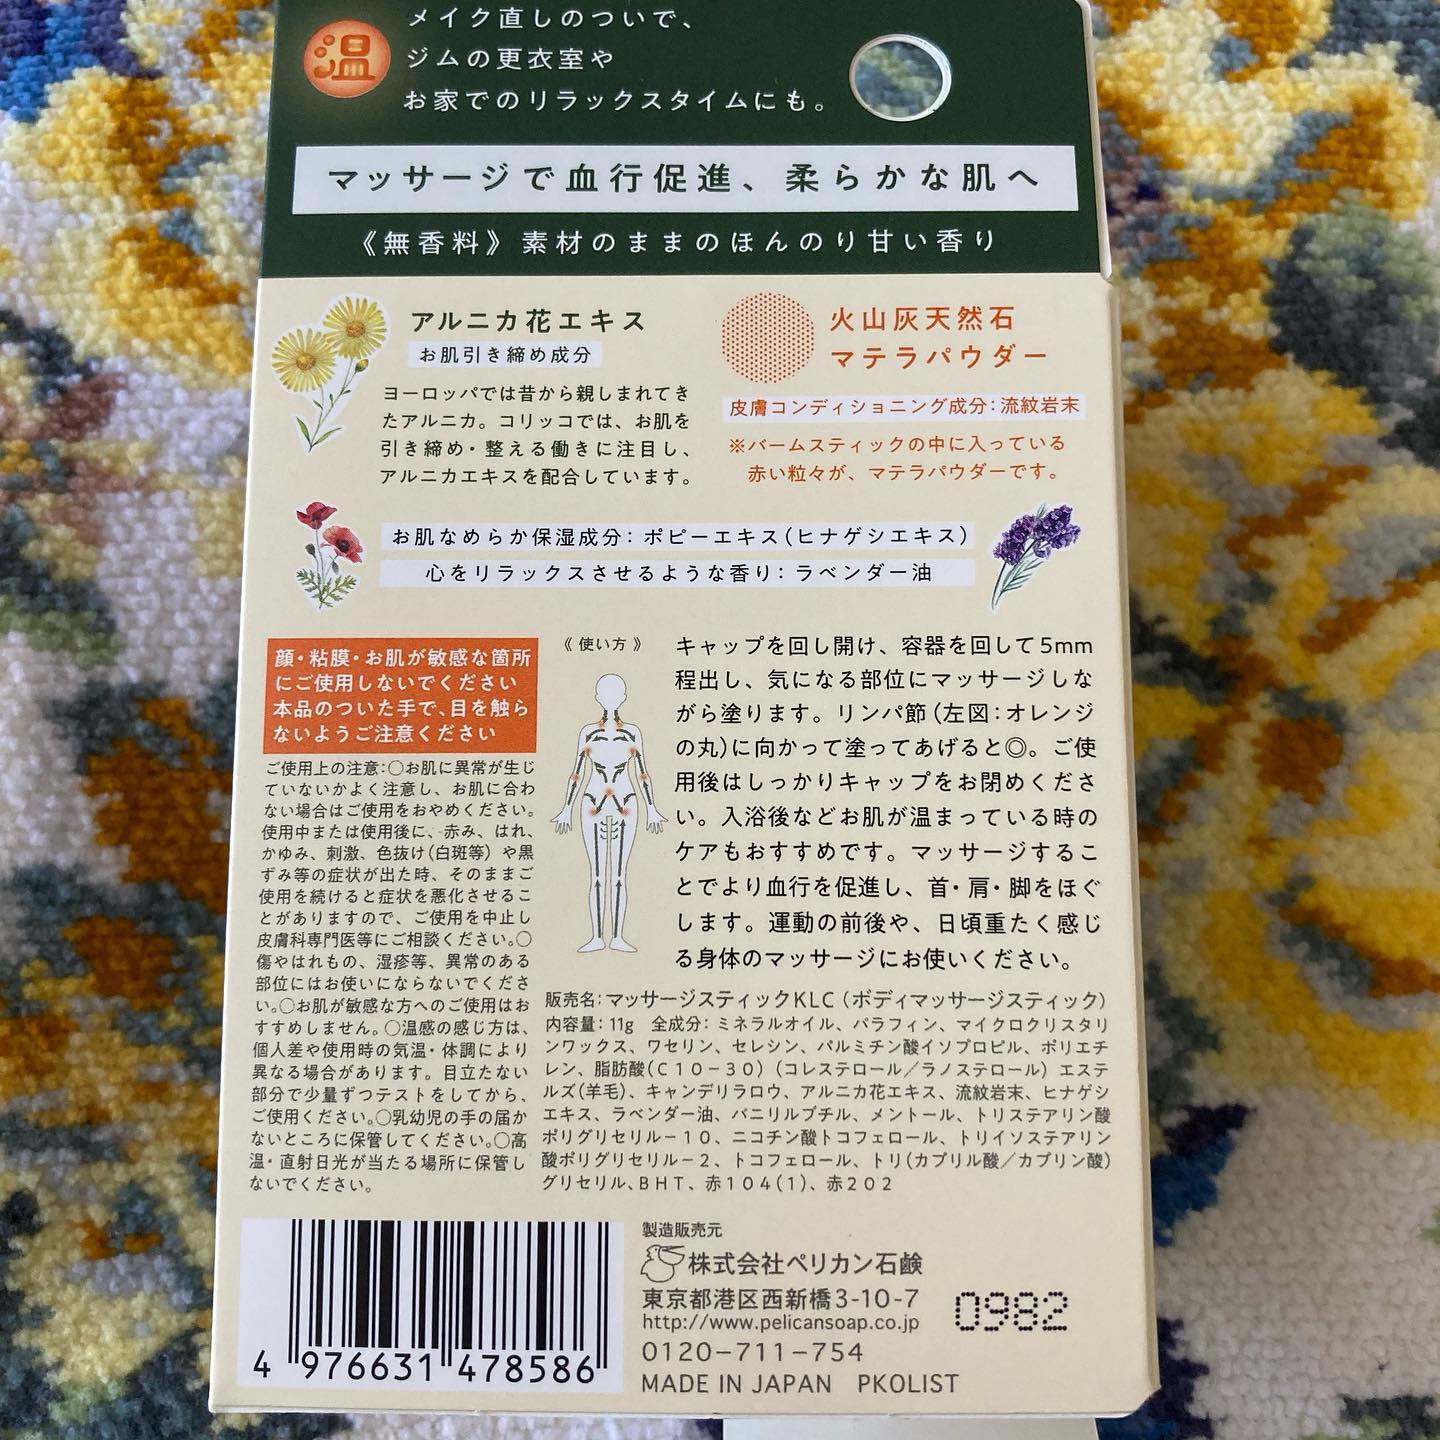 メイク直しのついで、
温
ジムの更衣室や
お家でのリラックスタイムにも。
マッサージで血行促進、柔らかな肌へ
《無香料》素材のままのほんのり甘い香り
アルニカ花エキス
お肌引き締め成分
ヨーロッパでは昔から親しまれてき
たアルニカ。コリッコでは、お肌を
引き締め・整える働きに注目し、
アルニカエキスを配合しています。
火山灰天然石
マテラパウダー
皮膚コンディショニング成分：流紋岩末
※バームスティックの中に入っている
赤い粒々が、マテラパウダーです。
お肌なめらか保湿成分：ポピーエキス(ヒナゲシエキス)
心をリラックスさせるような香り：ラベンダー油
顔・粘膜・お肌が敏感な箇所
にご使用しないでください
本品のついた手で、目を触ら
ないようご注意ください
ご使用上の注意:○お肌に異常が生じ
ていないかよく注意し、お肌に合わ
ない場合はご使用をおやめください。
使用中または使用後に、赤み、はれ、
かゆみ、刺激、色抜け(白斑等)や黒
ずみ等の症状が出た時、そのままご
使用を続けると症状を悪化させるこ
とがありますので、ご使用を中止し
皮膚科専門医等にご相談ください。○
傷やはれもの、湿疹等、異常のある
部位にはお使いにならないでくださ
い。○お肌が敏感な方へのご使用はお
すすめしません。○温感の感じ方は、
個人差や使用時の気温・体調により
異なる場合があります。目立たない
部分で少量ずつテストをしてから、
ご使用ください。○乳幼児の手の届か
ないところに保管してください。○高
温・直射日光が当たる場所に保管し
ないでください。
《使い方》
キャップを回し開け、容器を回して5mm
程出し、気になる部位にマッサージしな
がら塗ります。リンパ節(左図：オレンジ
の丸)に向かって塗ってあげると◎。ご使
用後はしっかりキャップをお閉めくださ
い。入浴後などお肌が温まっている時の
ケアもおすすめです。マッサージするこ
とでより血行を促進し、首・肩・脚をほぐ
します。運動の前後や、日頃重たく感じ
る身体のマッサージにお使いください。
販売名：マッサージスティックKLC（ボディマッサージスティック）
内容量：11g　全成分：ミネラルオイル、パラフィン、マイクロクリスタリ
ンワックス、ワセリン、セレシン、パルミチン酸イソプロピル、ポリエチ
レン、脂肪酸(C10−30)(コレステロール／ラノステロール)エステ
ルズ(羊毛)、キャンデリラロウ、アルニカ花エキス、流紋岩末、ヒナゲシ
エキス、ラベンダー油、バニリルブチル、メントール、トリステアリン酸
ポリグリセリル−10、ニコチン酸トコフェロール、トリイソステアリン
酸ポリグリセリル−2、トコフェロール、トリ(カプリル酸／カプリン酸)
グリセリル、BHT、赤104(1)、赤202
製造販売元
株式会社ペリカン石鹸
東京都港区西新橋3-10-7
http://www.pelicansoap.co.jp
0120−711−754
MADE IN JAPAN　PKOLIST
0982
4 976631 478586